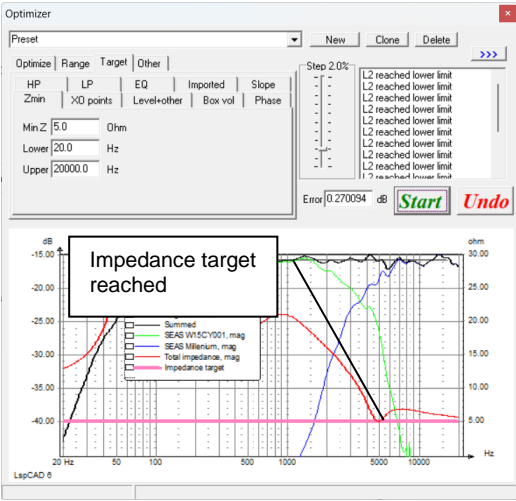 Optimizer
Preset
New Clone Delete
>>>
Optimize Range Target Other
HP LP EQ Imported Slope
Zmin XO points Level+other Box vol Phase
Min Z 5.0 Ohm
Lower 20.0 Hz
Upper 20000.0 Hz
Step 2.0%
L2 reached lower limit
L2 reached lower limit
L2 reached lower limit
L2 reached lower limit
L2 reached lower limit
L2 reached lower limit
L2 reached lower limit
L2 reached lower limit
L2 reached lower limit
Error 0.270094 dB Start Undo
dB ohm
-15.00 30.00
-20.00 25.00
-25.00 20.00
-30.00 15.00
-35.00 10.00
-40.00 5.00
Impedance target
reached
Summed
SEAS W15CY001, mag
SEAS Millenium, mag
Total impedance, mag
Impedance target
20 Hz 50 100 500 1000 5000 10000 Hz
LspCAD 6